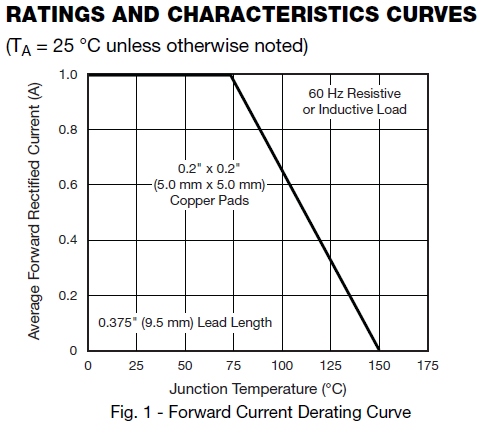 RATINGS AND CHARACTERISTICS CURVES
(TA = 25 °C unless otherwise noted)
Average Forward Rectified Current (A)
1.0
0.8
0.6
0.4
0.2
0
60 Hz Resistive
or Inductive Load
0.2" x 0.2"
(5.0 mm x 5.0 mm)
Copper Pads
0.375" (9.5 mm) Lead Length
0 25 50 75 100 125 150 175
Junction Temperature (°C)
Fig. 1 - Forward Current Derating Curve